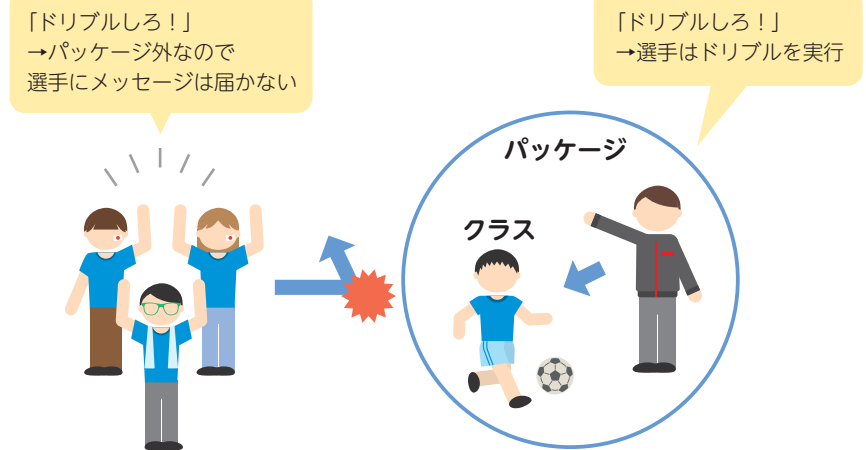 「ドリブルしろ！」
→パッケージ外なので
選手にメッセージは届かない
「ドリブルしろ！」
→選手はドリブルを実行
パッケージ
クラス